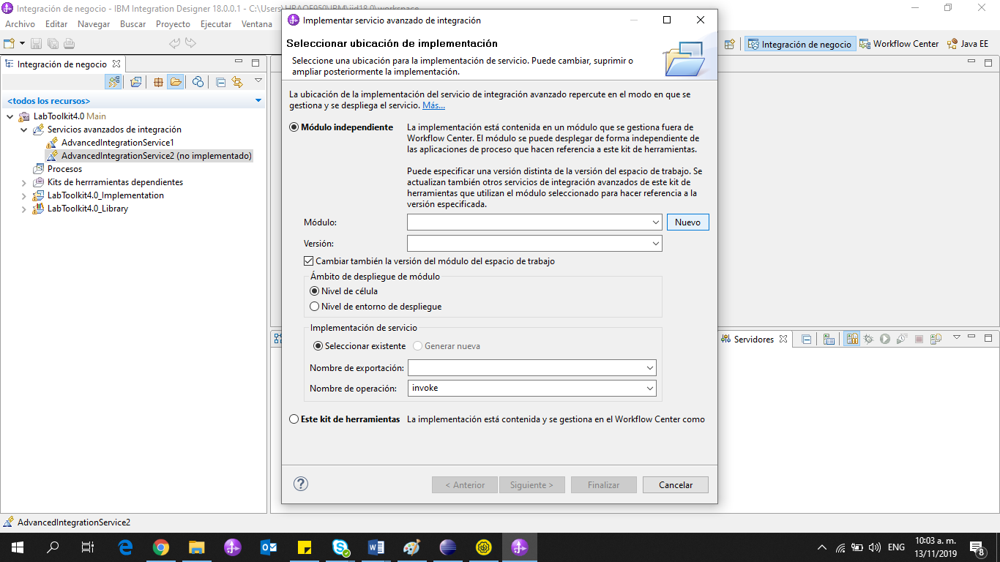 Integración de negocio - IBM Integration Designer 18.0.0.1 - C:\Users\HRAOE950\IBM\iid18.0\workspace
Archivo Editar Navegar Buscar Proyecto Ejecutar Ventana
Integración de negocio Workflow Center Java EE
Integración de negocio
<todos los recursos>
LabToolkit4.0 Main
Servicios avanzados de integración
AdvancedIntegrationService1
AdvancedIntegrationService2 (no implementado)
Procesos
Kits de herrramientas dependientes
LabToolkit4.0_Implementation
LabToolkit4.0_Library
Implementar servicio avanzado de integración
Seleccionar ubicación de implementación
Seleccione una ubicación para la implementación de servicio. Puede cambiar, suprimir o
ampliar posteriormente la implementación.
La ubicación de la implementación del servicio de integración avanzado repercute en el modo en que se
gestiona y se despliega el servicio. Más...
Módulo independiente
La implementación está contenida en un módulo que se gestiona fuera de
Workflow Center. El módulo se puede desplegar de forma independiente de
las aplicaciones de proceso que hacen referencia a este kit de herramientas.
Puede especificar una versión distinta de la versión del espacio de trabajo. Se
actualizan también otros servicios de integración avanzados de este kit de
herramientas que utilizan el módulo seleccionado para hacer referencia a la
versión especificada.
Módulo: Nuevo
Versión:
Cambiar también la versión del módulo del espacio de trabajo
Ámbito de despliegue de módulo
Nivel de célula
Nivel de entorno de despliegue
Implementación de servicio
Seleccionar existente Generar nueva
Nombre de exportación:
Nombre de operación: invoke
Este kit de herramientas La implementación está contenida y se gestiona en el Workflow Center como
< Anterior Siguiente > Finalizar Cancelar
Servidores
AdvancedIntegrationService2
ENG
10:03 a. m.
13/11/2019
8